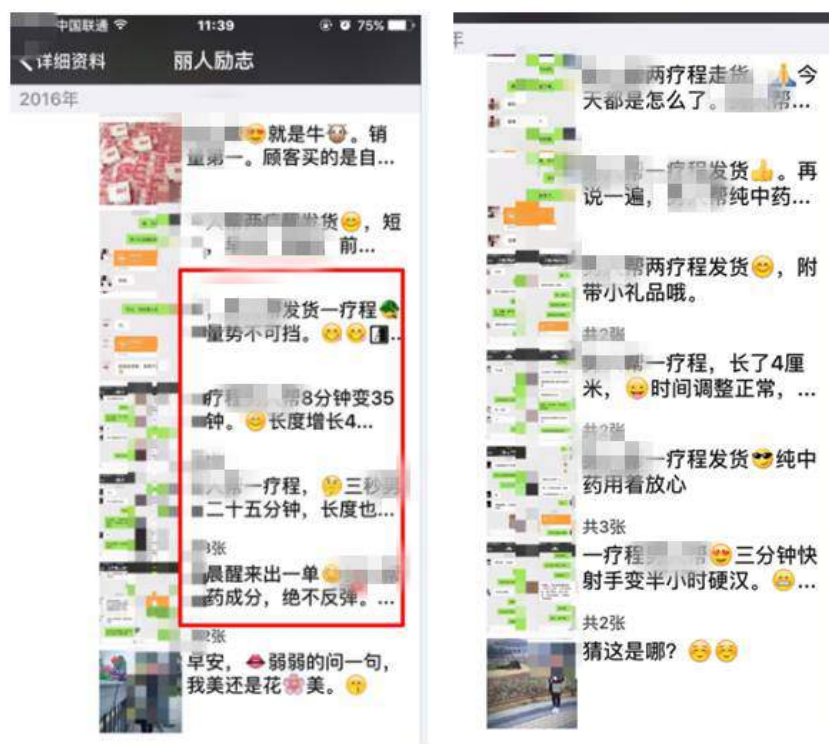 中国联通
11:39
75%
详细资料
丽人励志
2016年
😍就是牛🐮。销
量第一。顾客买的是自...
两疗程发货😊,短
前...
发货一疗程
量势不可挡。😊😊
疗程 帮8分钟变35
钟。😊长度增长4...
一疗程,🤔三秒男
二十五分钟,长度也...
3张
晨醒来出一单
药成分,绝不反弹。...
2张
早安,👄弱弱的问一句,
我美还是花🌸美。😙
年
两疗程走货 🙏今
天都是怎么了。 帮...
帮一疗程发货👍。再
说一遍, 帮纯中药...
帮两疗程发货😊,附
带小礼品哦。
共2张
帮一疗程,长了4厘
米,😛时间调整正常,...
共2张
一疗程发货😎纯中
药用着放心
共3张
一疗程 😍三分钟快
射手变半小时硬汉。😬...
共2张
猜这是哪?☺️☺️